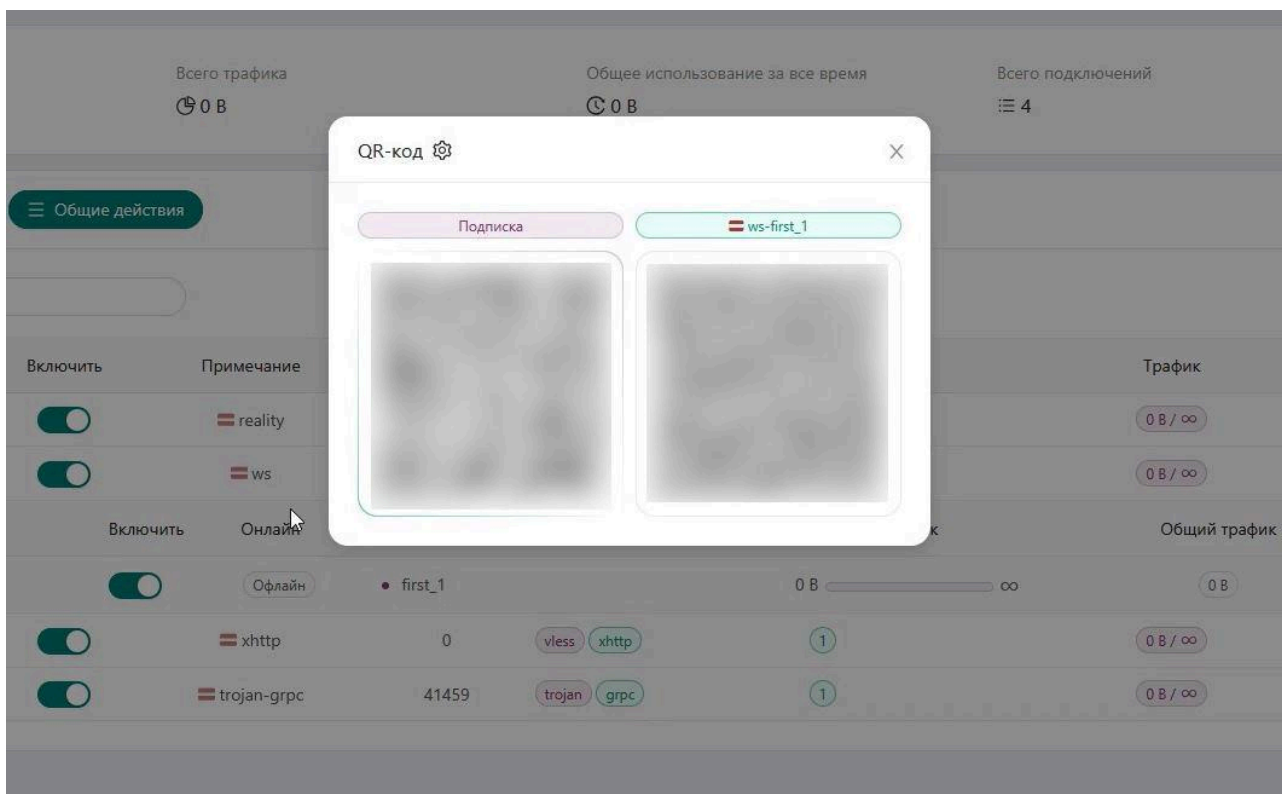 Всего трафика Общее использование за все время Всего подключений
0 B 0 B 4
QR-код
Общие действия
Подписка ws-first_1
Включить Примечание Трафик
reality 0 B / ∞
ws 0 B / ∞
Включить Онлайн к Общий трафик
Офлайн first_1 0 B ∞ 0 B
xhttp 0 vless xhttp 1 0 B / ∞
trojan-grpc 41459 trojan grpc 1 0 B / ∞